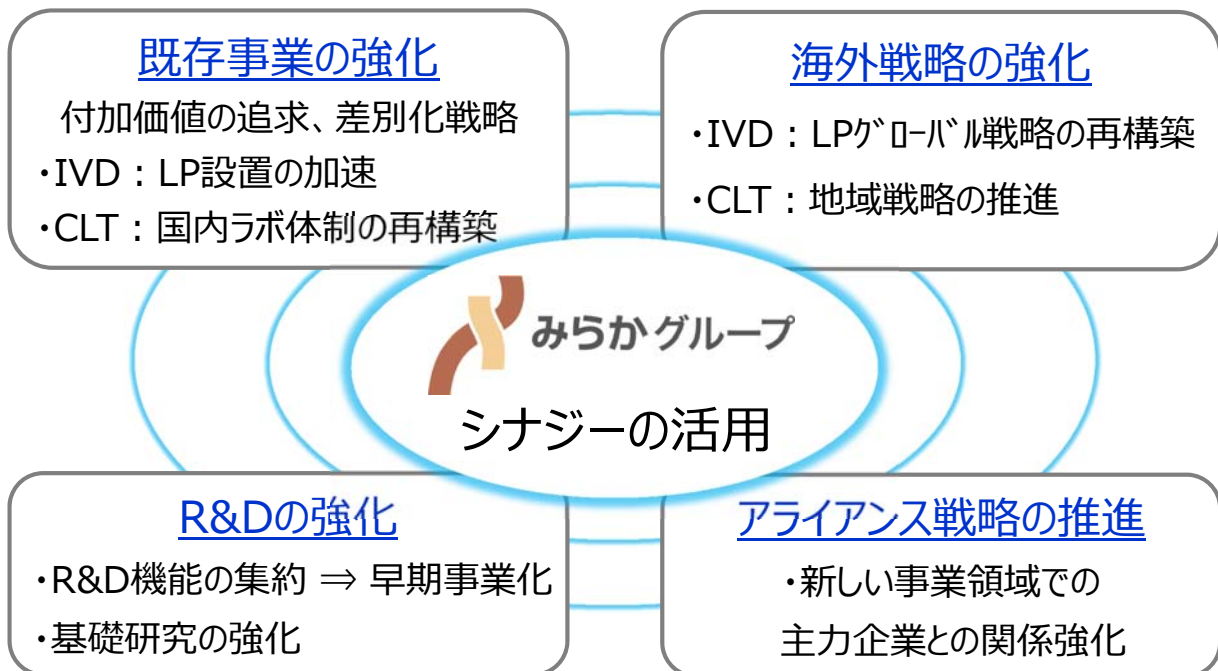 既存事業の強化
付加価値の追求、差別化戦略
・IVD：LP設置の加速
・CLT：国内ラボ体制の再構築
海外戦略の強化
・IVD：LPｸﾞﾛｰﾊﾞﾙ戦略の再構築
・CLT：地域戦略の推進
みらかグループ
シナジーの活用
R&Dの強化
・R&D機能の集約 ⇒ 早期事業化
・基礎研究の強化
アライアンス戦略の推進
・新しい事業領域での
主力企業との関係強化